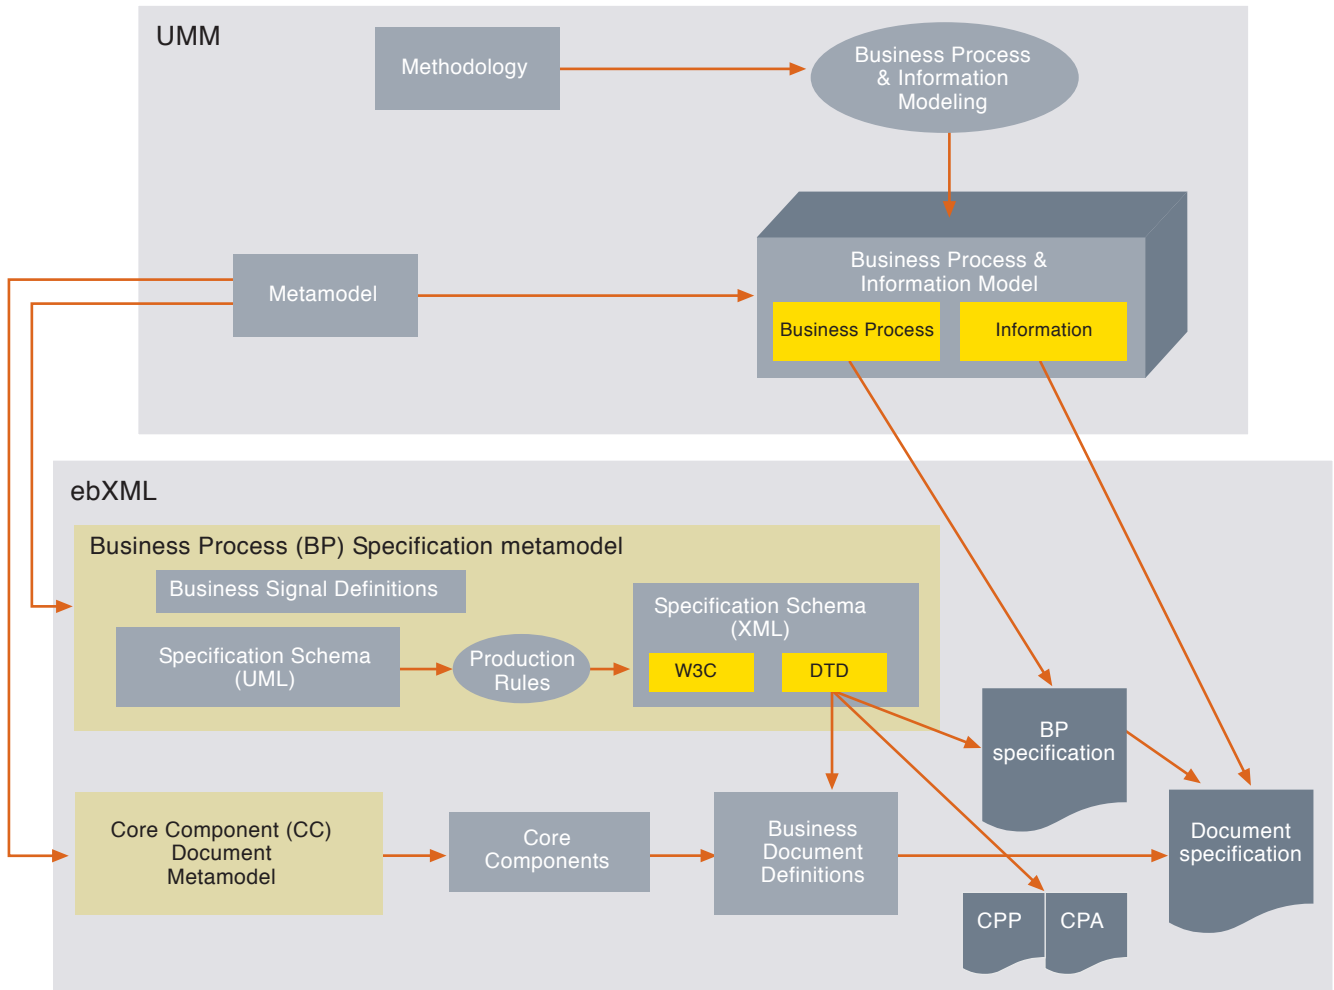 UMM
Methodology
Business Process
& Information
Modeling
Metamodel
Business Process &
Information Model
Business Process
Information
ebXML
Business Process (BP) Specification metamodel
Business Signal Definitions
Specification Schema
(UML)
Production
Rules
Specification Schema
(XML)
W3C
DTD
BP
specification
Core Component (CC)
Document
Metamodel
Core
Components
Business
Document
Definitions
Document
specification
CPP
CPA